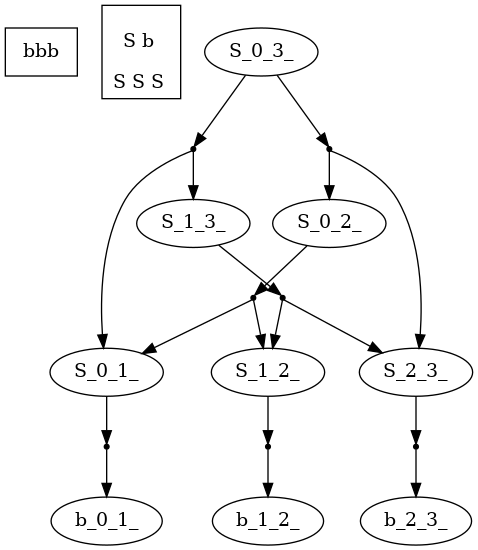 bbb
S b
S S S
S_0_3_
S_1_3_
S_0_2_
S_0_1_
S_1_2_
S_2_3_
b_0_1_
b_1_2_
b_2_3_